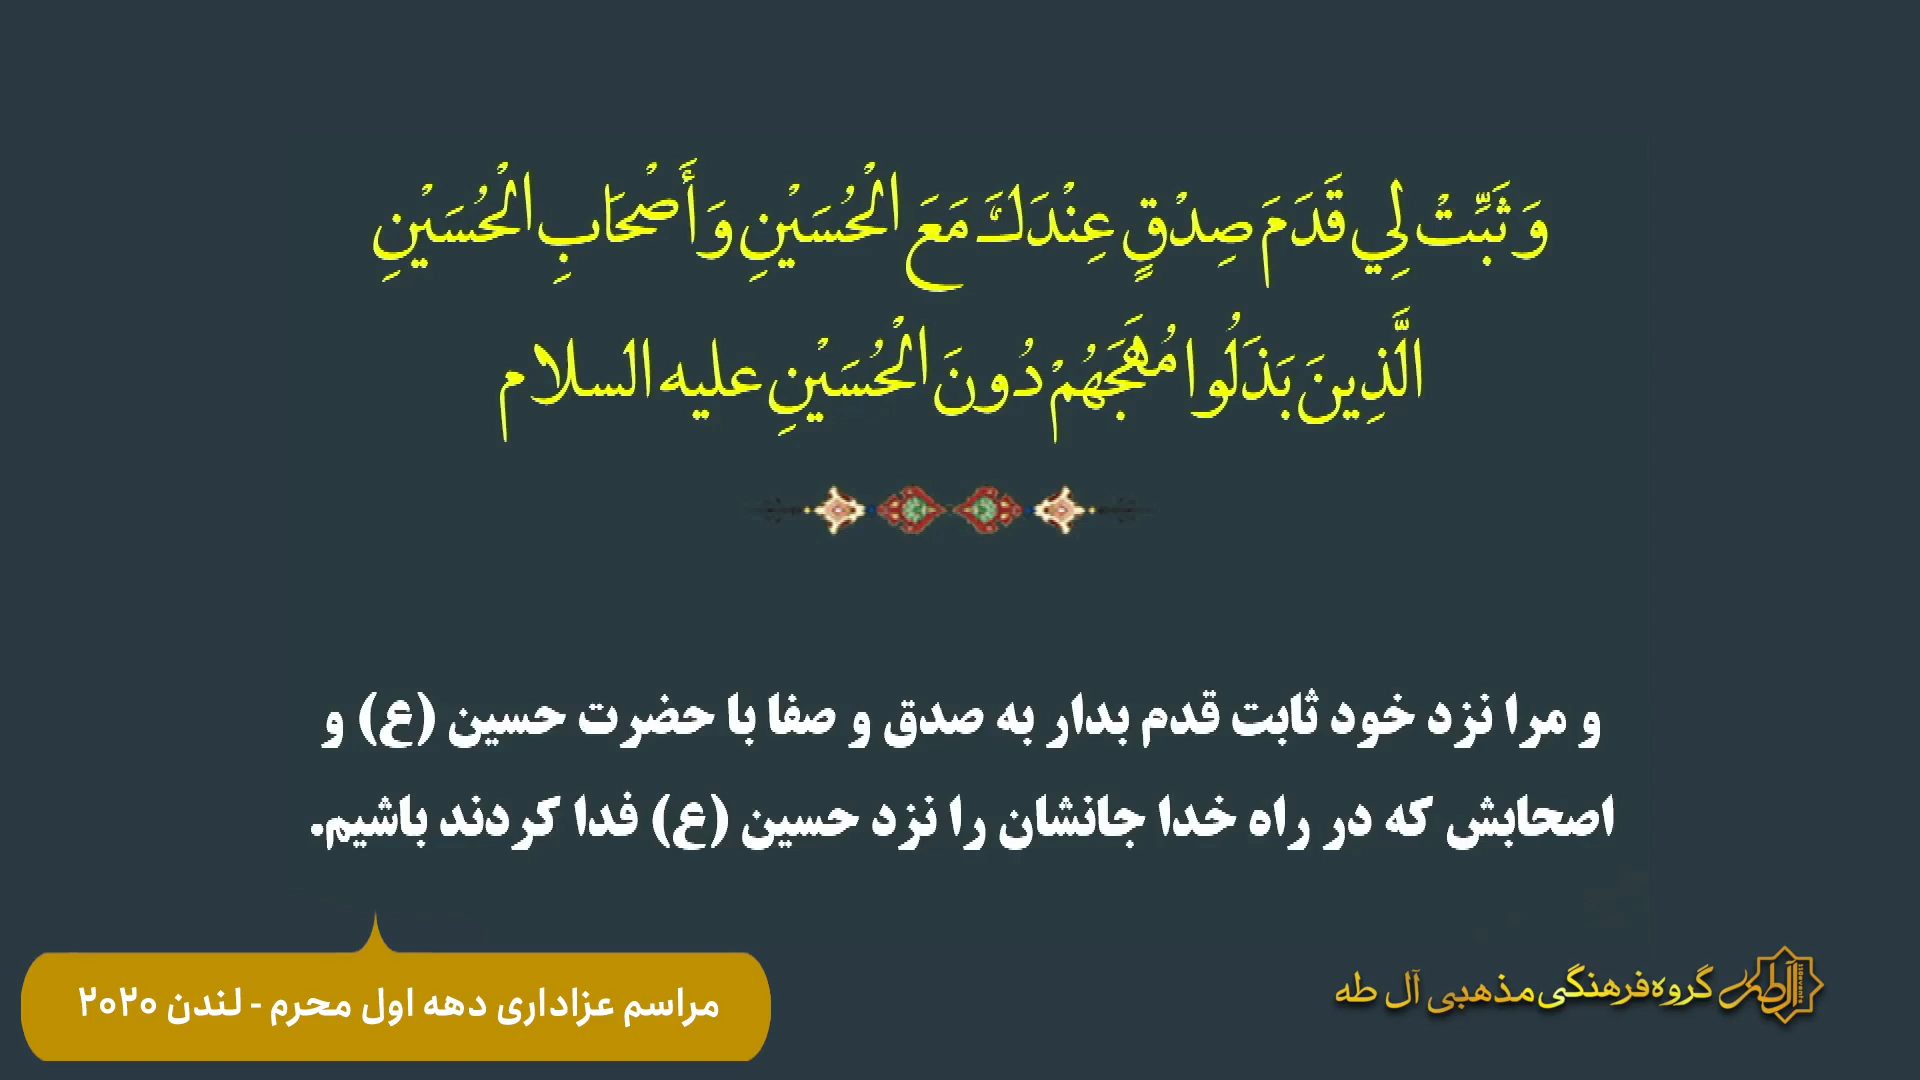 وَ ثَبِّتْ لِي قَدَمَ صِدْقٍ عِنْدَكَ مَعَ الْحُسَيْنِ وَ أَصْحَابِ الْحُسَيْنِ
الَّذِينَ بَذَلُوا مُهَجَهُمْ دُونَ الْحُسَيْنِ عليه السلام
و مرا نزد خود ثابت قدم بدار به صدق و صفا با حضرت حسین (ع) و
اصحابش که در راه خدا جانشان را نزد حسین (ع) فدا کردند باشیم.
گروه فرهنگی مذهبی آل طه
مراسم عزاداری دهه اول محرم - لندن ۲۰۲۰